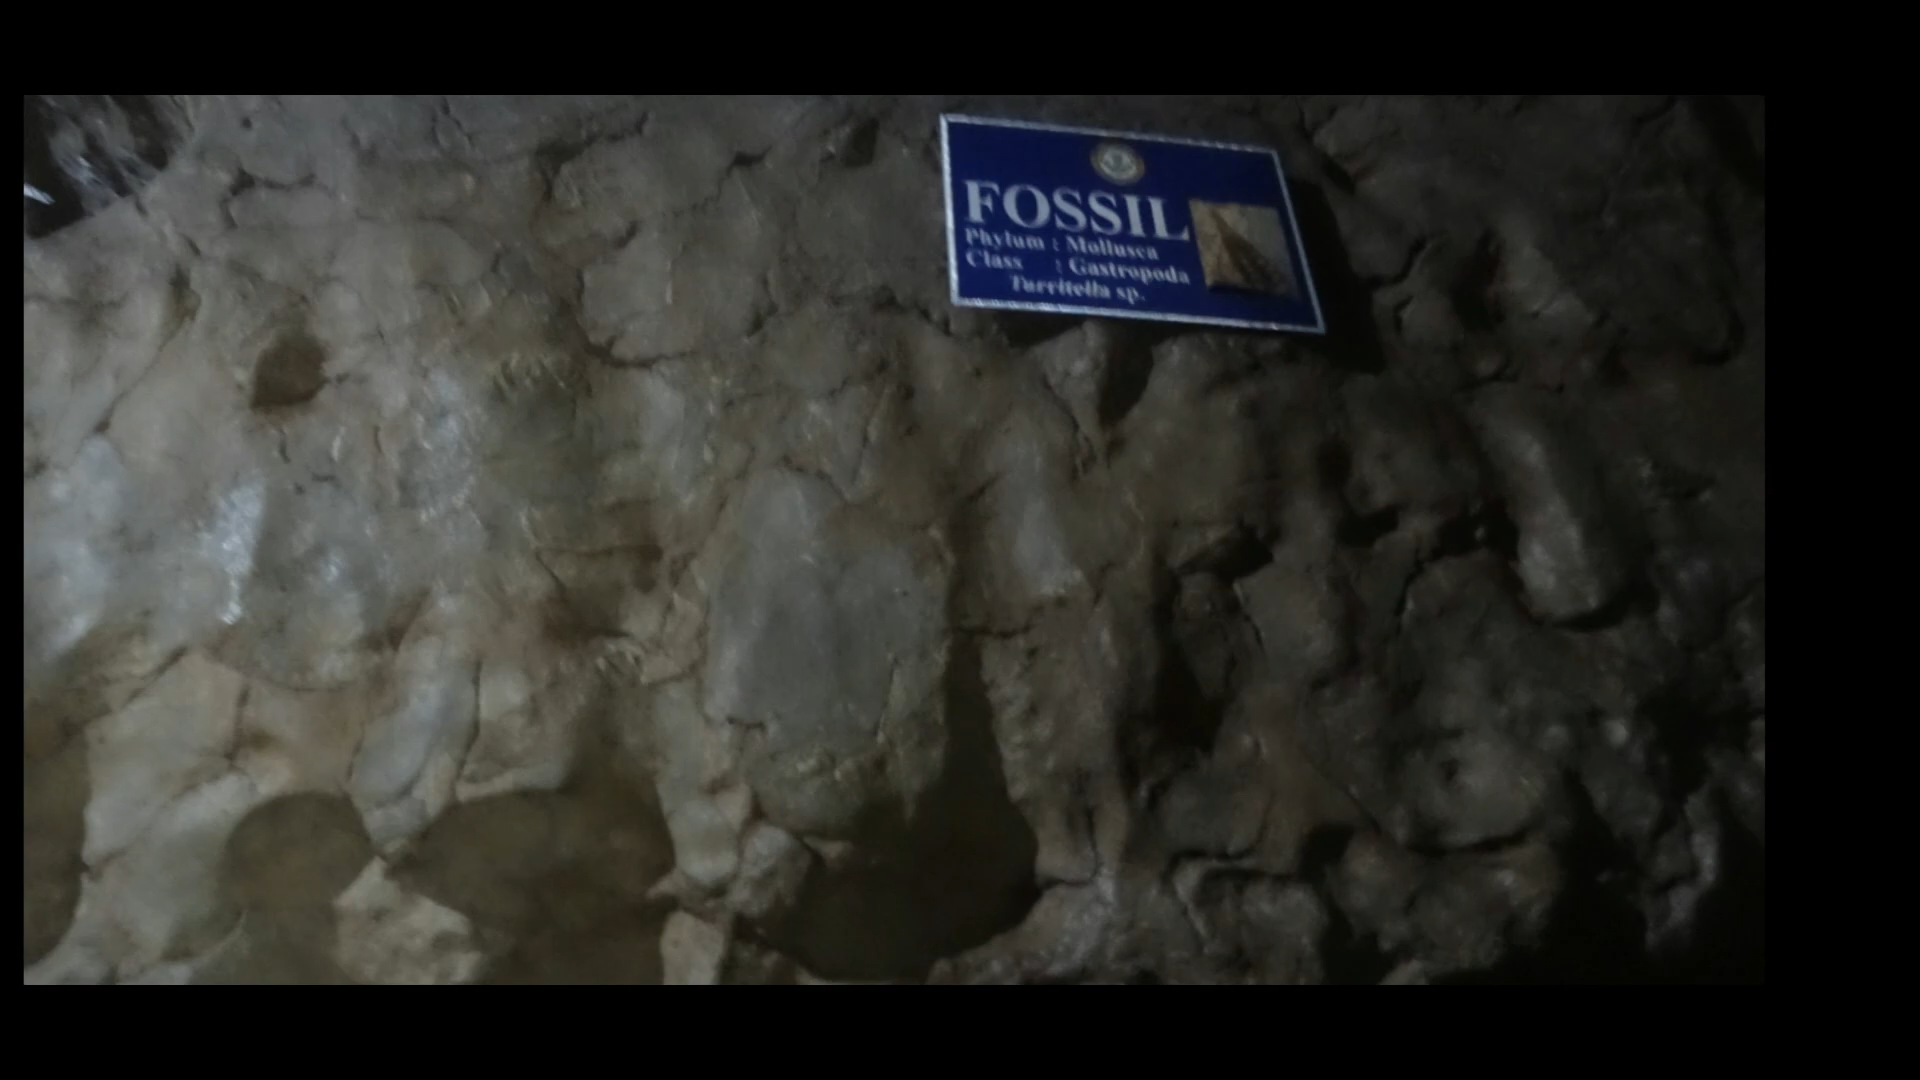 FOSSIL
Phylum : Mollusca
Class : Gastropoda
Turritella sp.